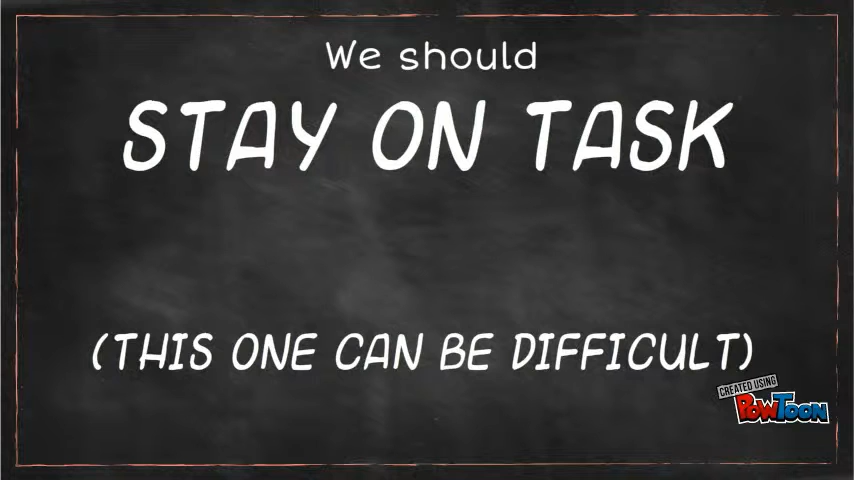 We should
STAY ON TASK
(THIS ONE CAN BE DIFFICULT)
CREATED USING
POWTOON